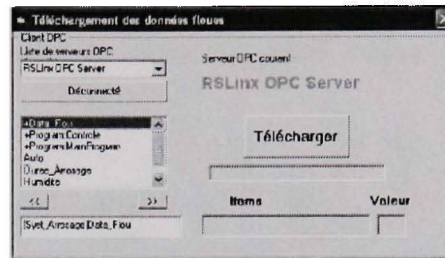 Téléchargement des données floues
Client OPC
Liste de serveurs OPC
RSLinx OPC Server
Déconnecté
+Data_Flou
+Program:Controle
+Program:MainProgram
Auto
Duree_Arrosage
Humidite
<<
>>
[Syst_Arrosage]Data_Flou
Serveur OPC courant
RSLinx OPC Server
Télécharger
Items
Valeur